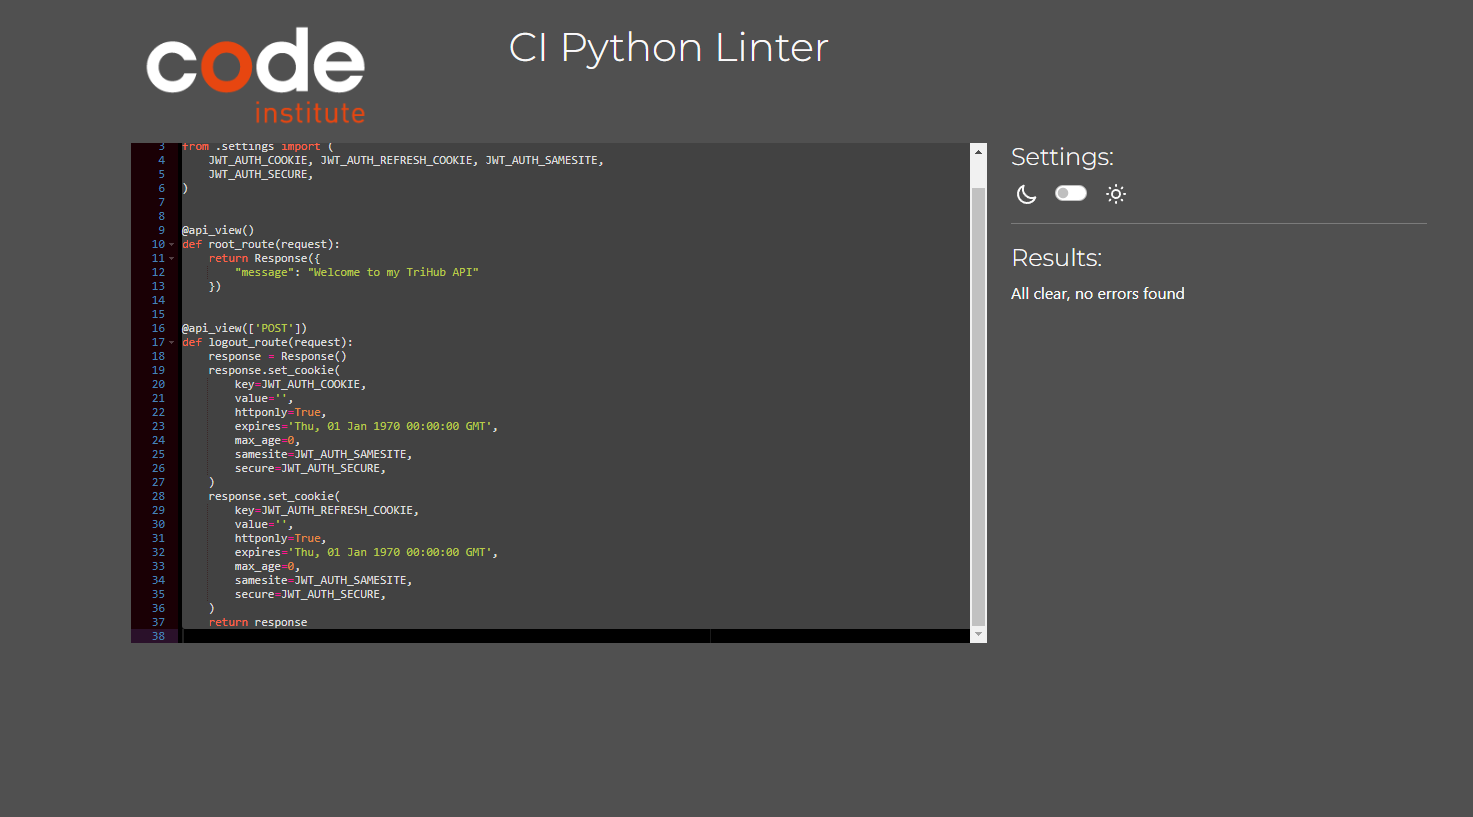 code
institute
CI Python Linter
3 from .settings import (
4     JWT_AUTH_COOKIE, JWT_AUTH_REFRESH_COOKIE, JWT_AUTH_SAMESITE,
5     JWT_AUTH_SECURE,
6 )
7
8
9 @api_view()
10 def root_route(request):
11     return Response({
12         "message": "Welcome to my TriHub API"
13     })
14
15
16 @api_view(['POST'])
17 def logout_route(request):
18     response = Response()
19     response.set_cookie(
20         key=JWT_AUTH_COOKIE,
21         value='',
22         httponly=True,
23         expires='Thu, 01 Jan 1970 00:00:00 GMT',
24         max_age=0,
25         samesite=JWT_AUTH_SAMESITE,
26         secure=JWT_AUTH_SECURE,
27     )
28     response.set_cookie(
29         key=JWT_AUTH_REFRESH_COOKIE,
30         value='',
31         httponly=True,
32         expires='Thu, 01 Jan 1970 00:00:00 GMT',
33         max_age=0,
34         samesite=JWT_AUTH_SAMESITE,
35         secure=JWT_AUTH_SECURE,
36     )
37     return response
38
Settings:
Results:
All clear, no errors found